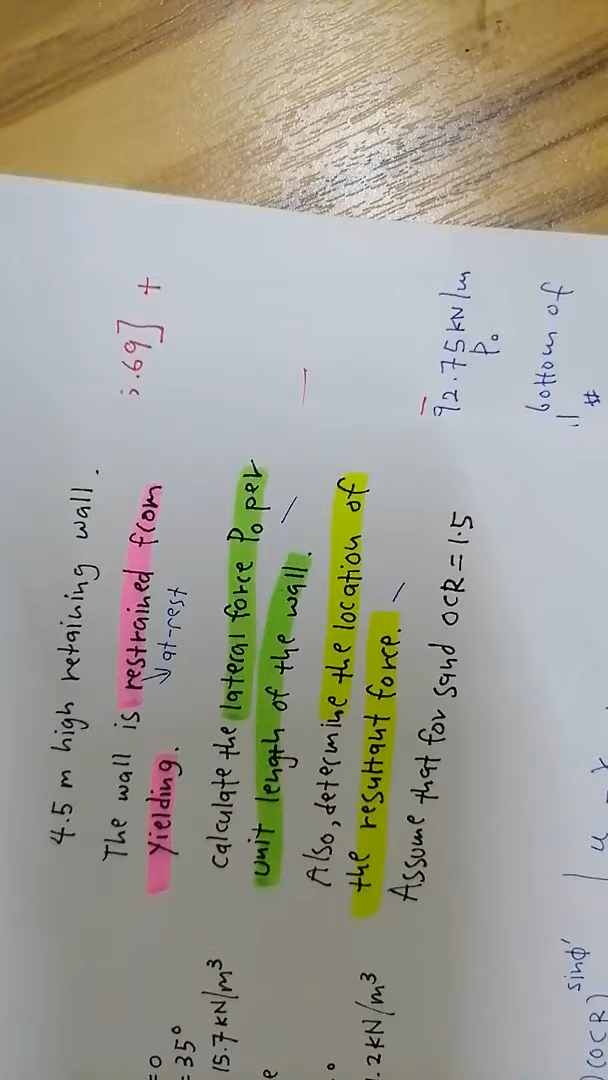 4.5 m high retaining wall.
The wall is restrained from
at-rest
yielding.
calculate the lateral force Po per
unit length of the wall.
Also, determine the location of
the resultant force.
Assume that for sand OCR = 1.5
.69] +
92.75 kN/m
Po
bottom of
#
=0
=35°
15.7 kN/m³
.2 kN/m³
(OCR) sinφ'